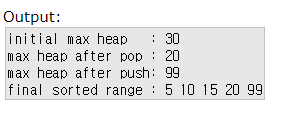 Output:
initial max heap   : 30
max heap after pop : 20
max heap after push: 99
final sorted range : 5 10 15 20 99